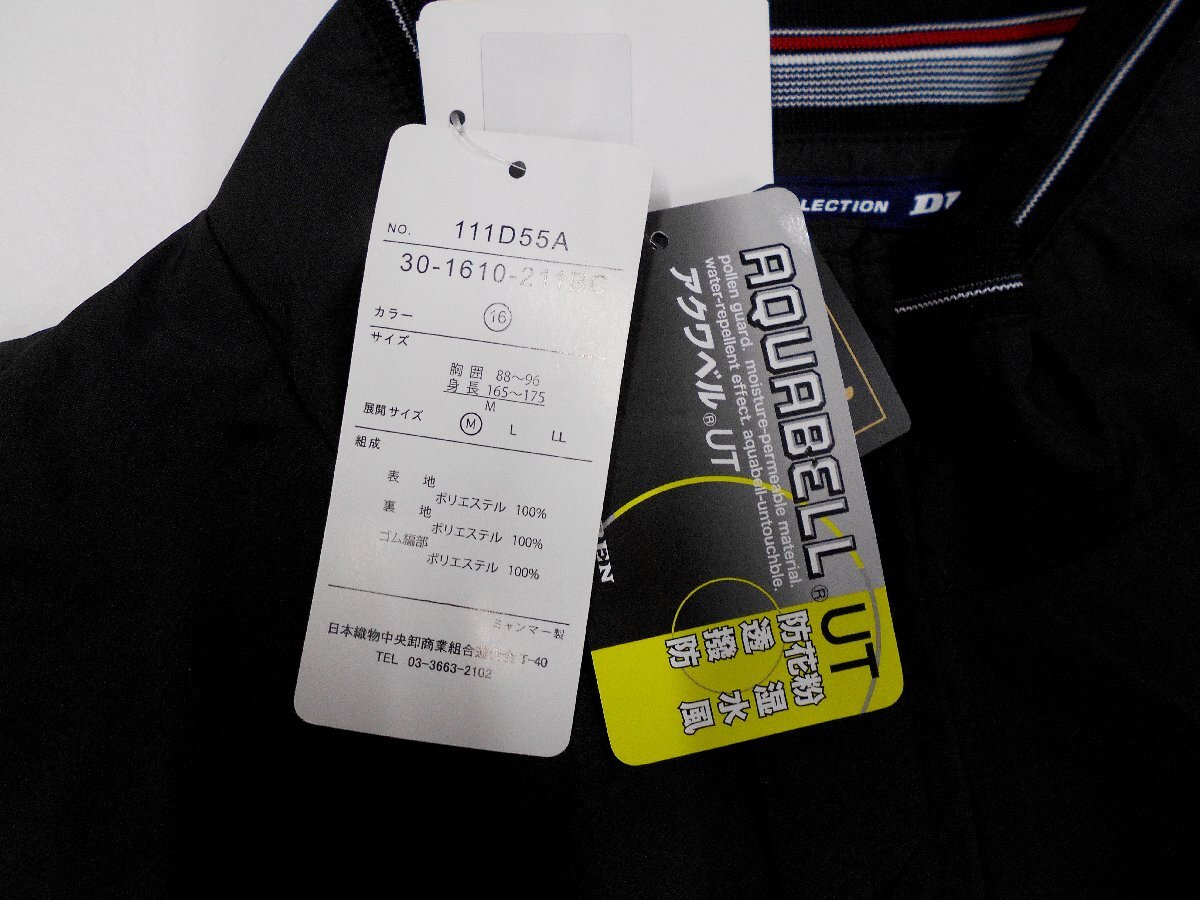 NO. 111D55A
30-1610-211RC
カラー 16
サイズ
胸囲 88〜96
身長 165〜175
M
展開サイズ M L LL
組成
表 地
ポリエステル 100%
裏 地
ポリエステル 100%
ゴム編部
ポリエステル 100%
ミャンマー製
日本織物中央卸商業組合連合会 T-40
TEL 03-3663-2102
AQUABELL® UT
pollen guard. moisture-permeable material.
water-repellent effect. aquabell-untouchble.
アクワベル®UT
防花粉
透湿
撥水
防風
LECTION
EN